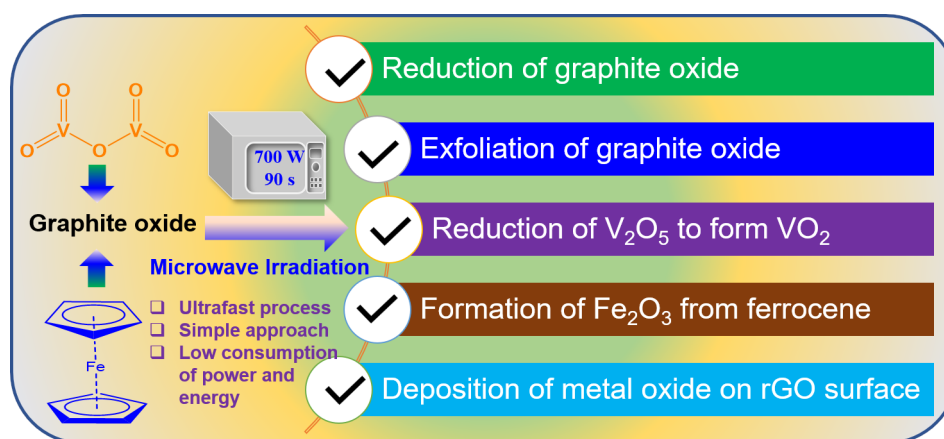 O O
V V
O O O
Graphite oxide
Fe
700 W
90 s
Microwave Irradiation
❑ Ultrafast process
❑ Simple approach
❑ Low consumption
of power and
energy
Reduction of graphite oxide
Exfoliation of graphite oxide
Reduction of V₂O₅ to form VO₂
Formation of Fe₂O₃ from ferrocene
Deposition of metal oxide on rGO surface